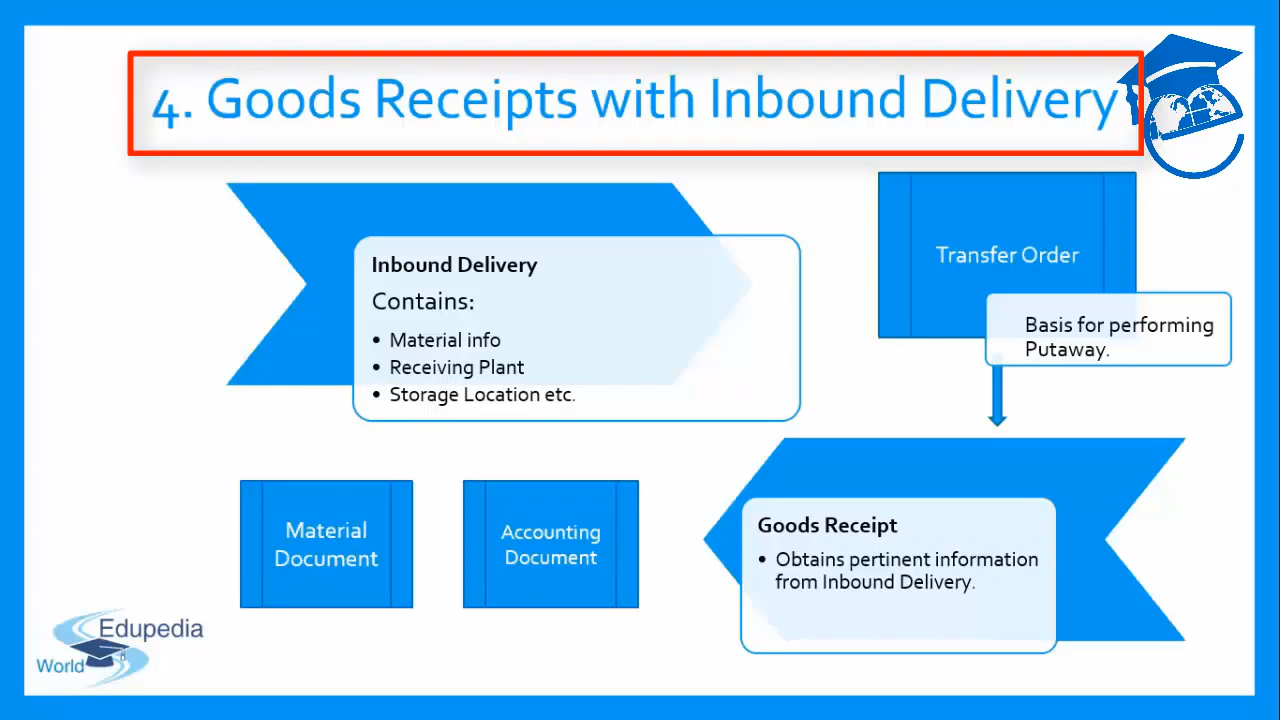 4. Goods Receipts with Inbound Delivery
Inbound Delivery
Contains:
• Material info
• Receiving Plant
• Storage Location etc.
Transfer Order
Basis for performing
Putaway.
Goods Receipt
• Obtains pertinent information
from Inbound Delivery.
Material
Document
Accounting
Document
Edupedia
World